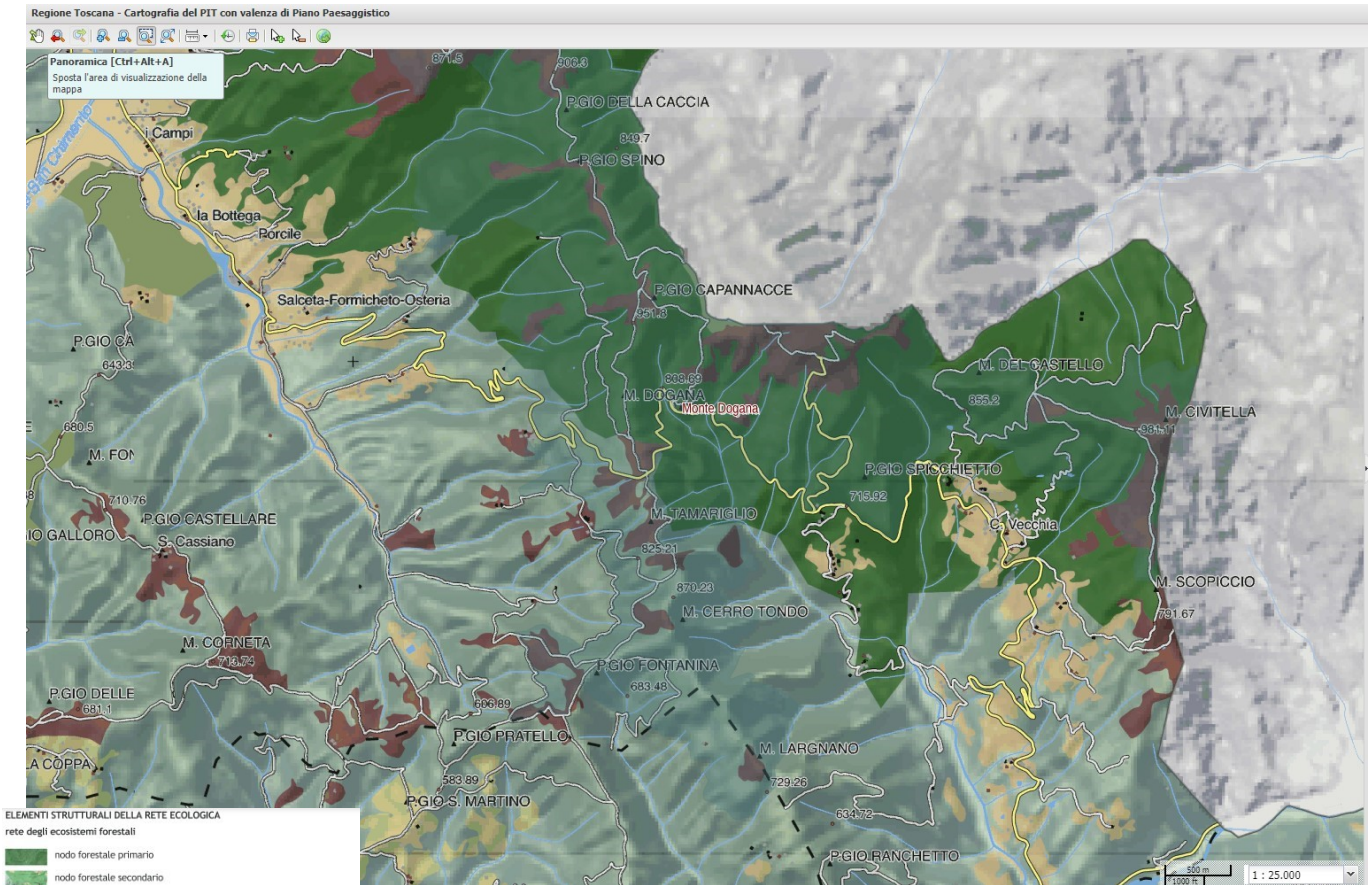 Regione Toscana - Cartografia del PIT con valenza di Piano Paesaggistico
Panoramica [Ctrl+Alt+A]
Sposta l'area di visualizzazione della
mappa
871.5
906.3
P.GIO DELLA CACCIA
i Campi
849.7
P.GIO SPINO
la Bottega
Porcile
P.GIO CAPANNACCE
Salceta-Formicheto-Osteria
951.8
P.GIO CA
643.3
M. DEL CASTELLO
M. DOGANA
Monte Dogana
855.2
M. CIVITELLA
981.11
680.5
M. FON
P.GIO SPICCHIETTO
715.92
710.76
P.GIO CASTELLARE
M. TAMARIGLIO
C. Vecchia
IO GALLORO
S. Cassiano
825.21
870.23
M. SCOPICCIO
791.67
M. CERRO TONDO
M. CORNETA
713.74
P.GIO FONTANINA
683.48
P.GIO DELLE
681.1
606.89
P.GIO PRATELLO
M. LARGNANO
LA COPPA
729.26
583.89
P.GIO S. MARTINO
634.72
P.GIO RANCHETTO
ELEMENTI STRUTTURALI DELLA RETE ECOLOGICA
rete degli ecosistemi forestali
nodo forestale primario
nodo forestale secondario
500 m
1000 ft
1 : 25.000